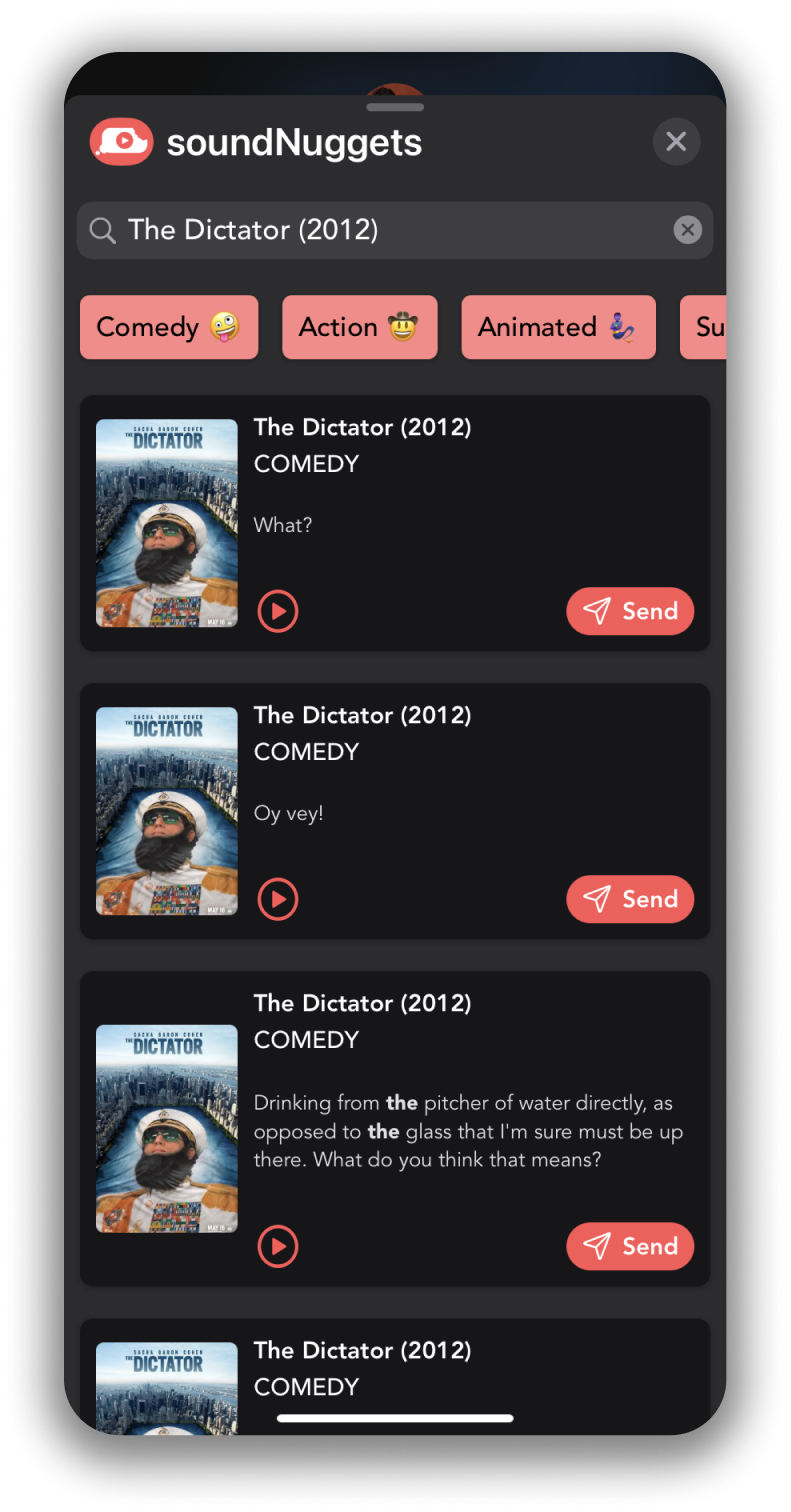 soundNuggets
The Dictator (2012)
Comedy 🤪 Action 🤠 Animated 🧞‍♂️ Su
SACHA BARON COHEN
THE DICTATOR
MAY 16
The Dictator (2012)
COMEDY
What?
Send
SACHA BARON COHEN
THE DICTATOR
MAY 16
The Dictator (2012)
COMEDY
Oy vey!
Send
SACHA BARON COHEN
THE DICTATOR
MAY 16
The Dictator (2012)
COMEDY
Drinking from the pitcher of water directly, as
opposed to the glass that I'm sure must be up
there. What do you think that means?
Send
SACHA BARON COHEN
THE DICTATOR
The Dictator (2012)
COMEDY